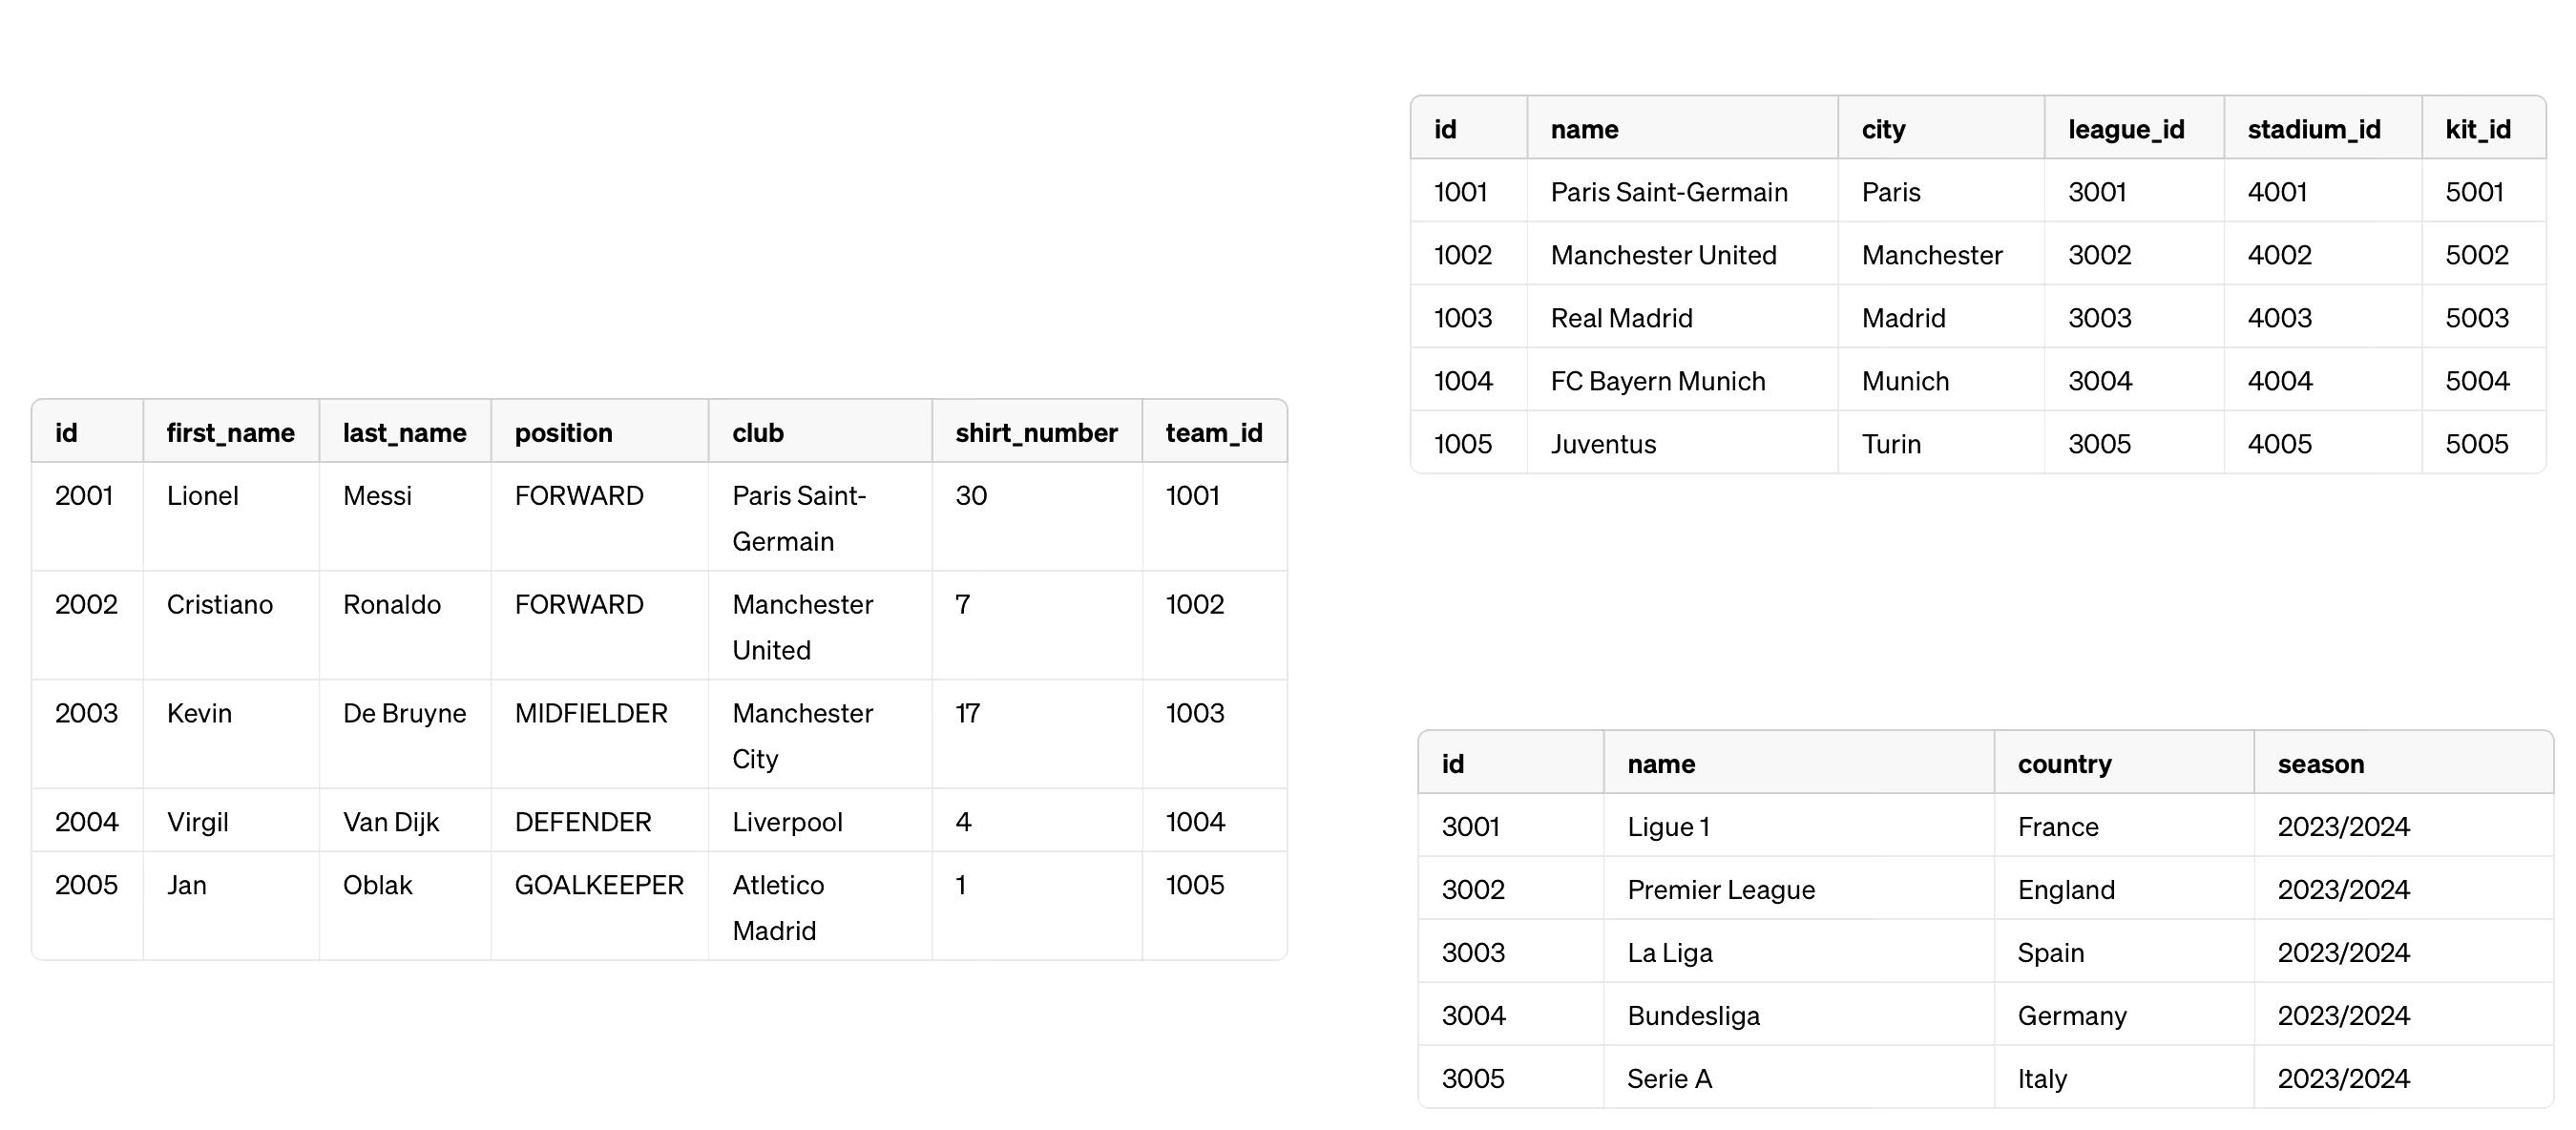 id first_name last_name position club shirt_number team_id
2001 Lionel Messi FORWARD Paris Saint- 30 1001
Germain
2002 Cristiano Ronaldo FORWARD Manchester 7 1002
United
2003 Kevin De Bruyne MIDFIELDER Manchester 17 1003
City
2004 Virgil Van Dijk DEFENDER Liverpool 4 1004
2005 Jan Oblak GOALKEEPER Atletico 1 1005
Madrid
id name city league_id stadium_id kit_id
1001 Paris Saint-Germain Paris 3001 4001 5001
1002 Manchester United Manchester 3002 4002 5002
1003 Real Madrid Madrid 3003 4003 5003
1004 FC Bayern Munich Munich 3004 4004 5004
1005 Juventus Turin 3005 4005 5005
id name country season
3001 Ligue 1 France 2023/2024
3002 Premier League England 2023/2024
3003 La Liga Spain 2023/2024
3004 Bundesliga Germany 2023/2024
3005 Serie A Italy 2023/2024